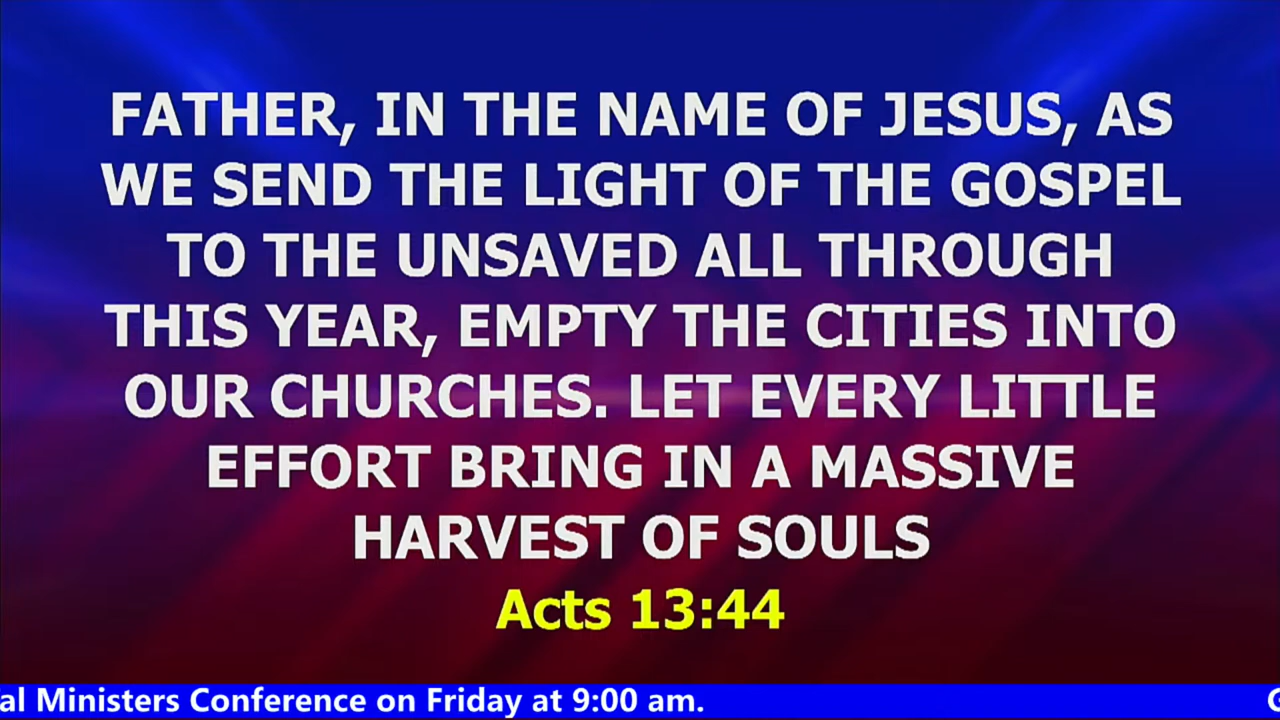 FATHER, IN THE NAME OF JESUS, AS
WE SEND THE LIGHT OF THE GOSPEL
TO THE UNSAVED ALL THROUGH
THIS YEAR, EMPTY THE CITIES INTO
OUR CHURCHES. LET EVERY LITTLE
EFFORT BRING IN A MASSIVE
HARVEST OF SOULS
Acts 13:44
al Ministers Conference on Friday at 9:00 am.